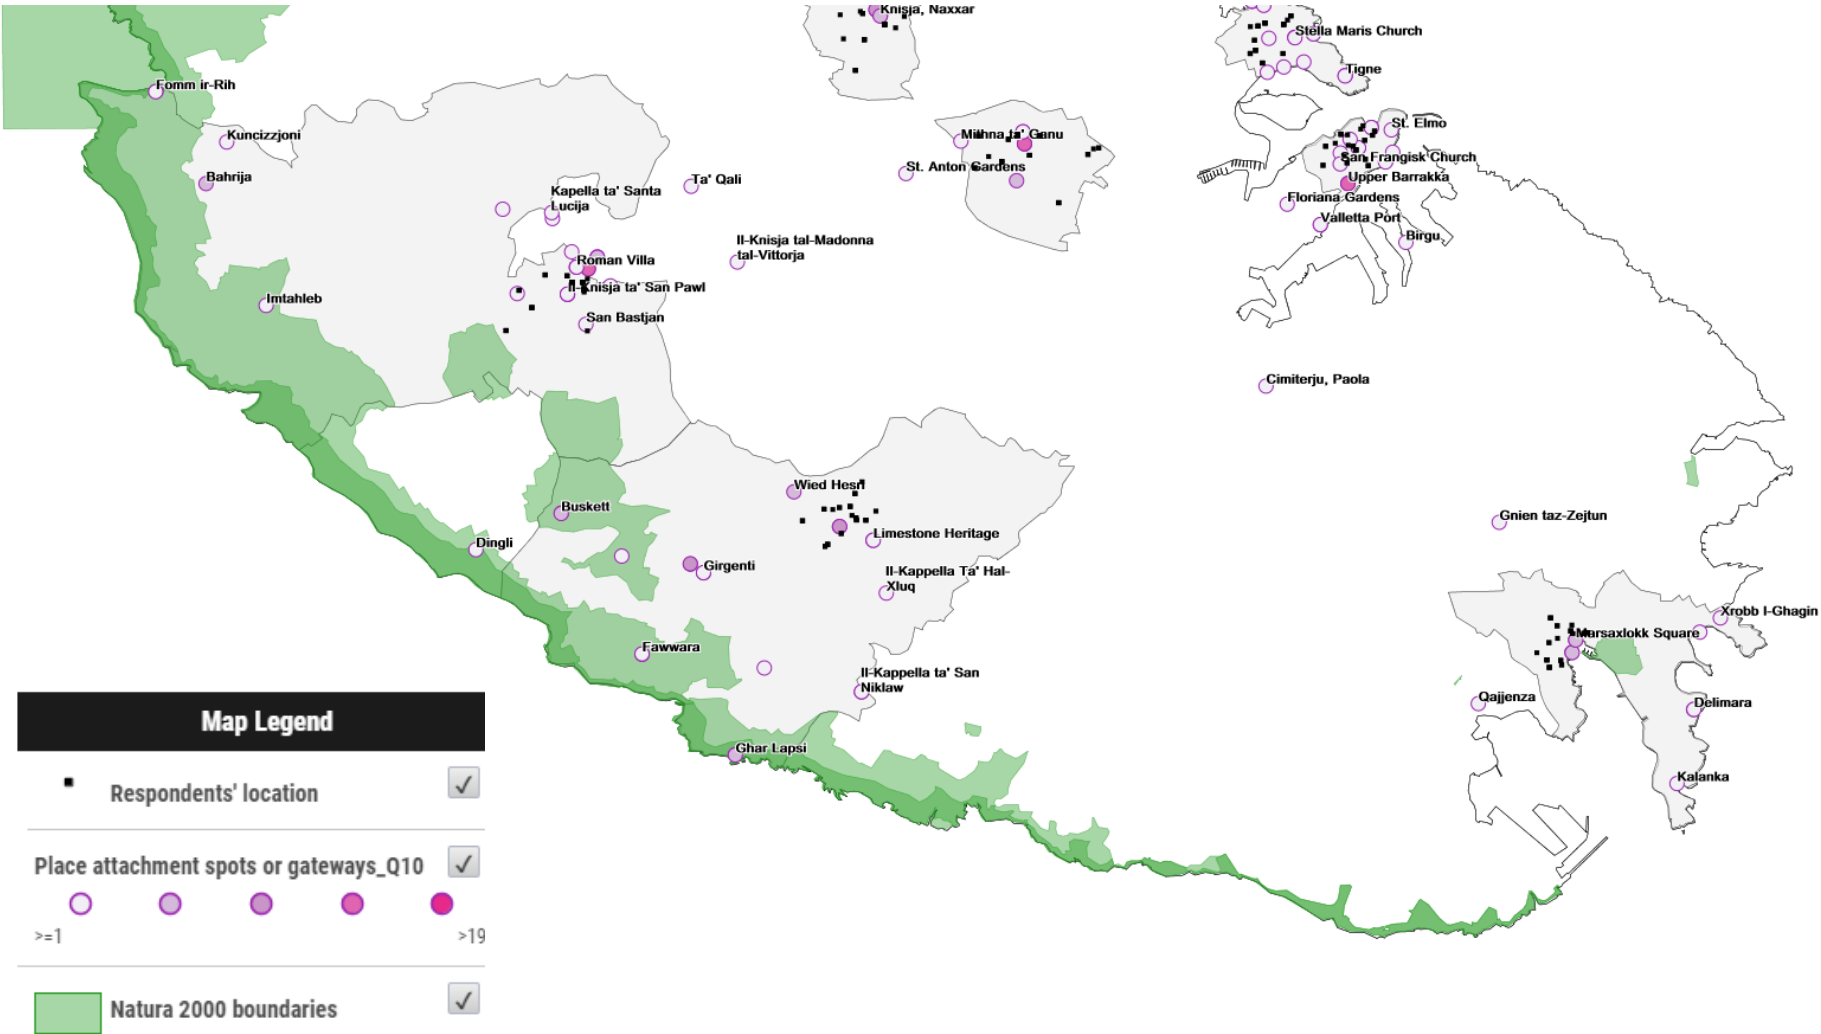 Knisja, Naxxar
Stella Maris Church
Tigne
Fomm ir-Rih
Kuncizzjoni
Mithna ta' Ganu
St. Elmo
San Frangisk Church
St. Anton Gardens
Bahrija
Ta' Qali
Upper Barrakka
Kapella ta' Santa
Lucija
Floriana Gardens
Valletta Port
Birgu
Il-Knisja tal-Madonna
tal-Vittorja
Roman Villa
Il-Knisja ta' San Pawl
Imtahleb
San Bastjan
Cimiterju, Paola
Wied Hesri
Buskett
Gnien taz-Zejtun
Limestone Heritage
Dingli
Girgenti
Il-Kappella Ta' Hal-
Xluq
Xrobb l-Ghagin
Marsaxlokk Square
Fawwara
Il-Kappella ta' San
Niklaw
Qajjenza
Delimara
Ghar Lapsi
Kalanka
Map Legend
Respondents' location
Place attachment spots or gateways_Q10
>=1
>19
Natura 2000 boundaries